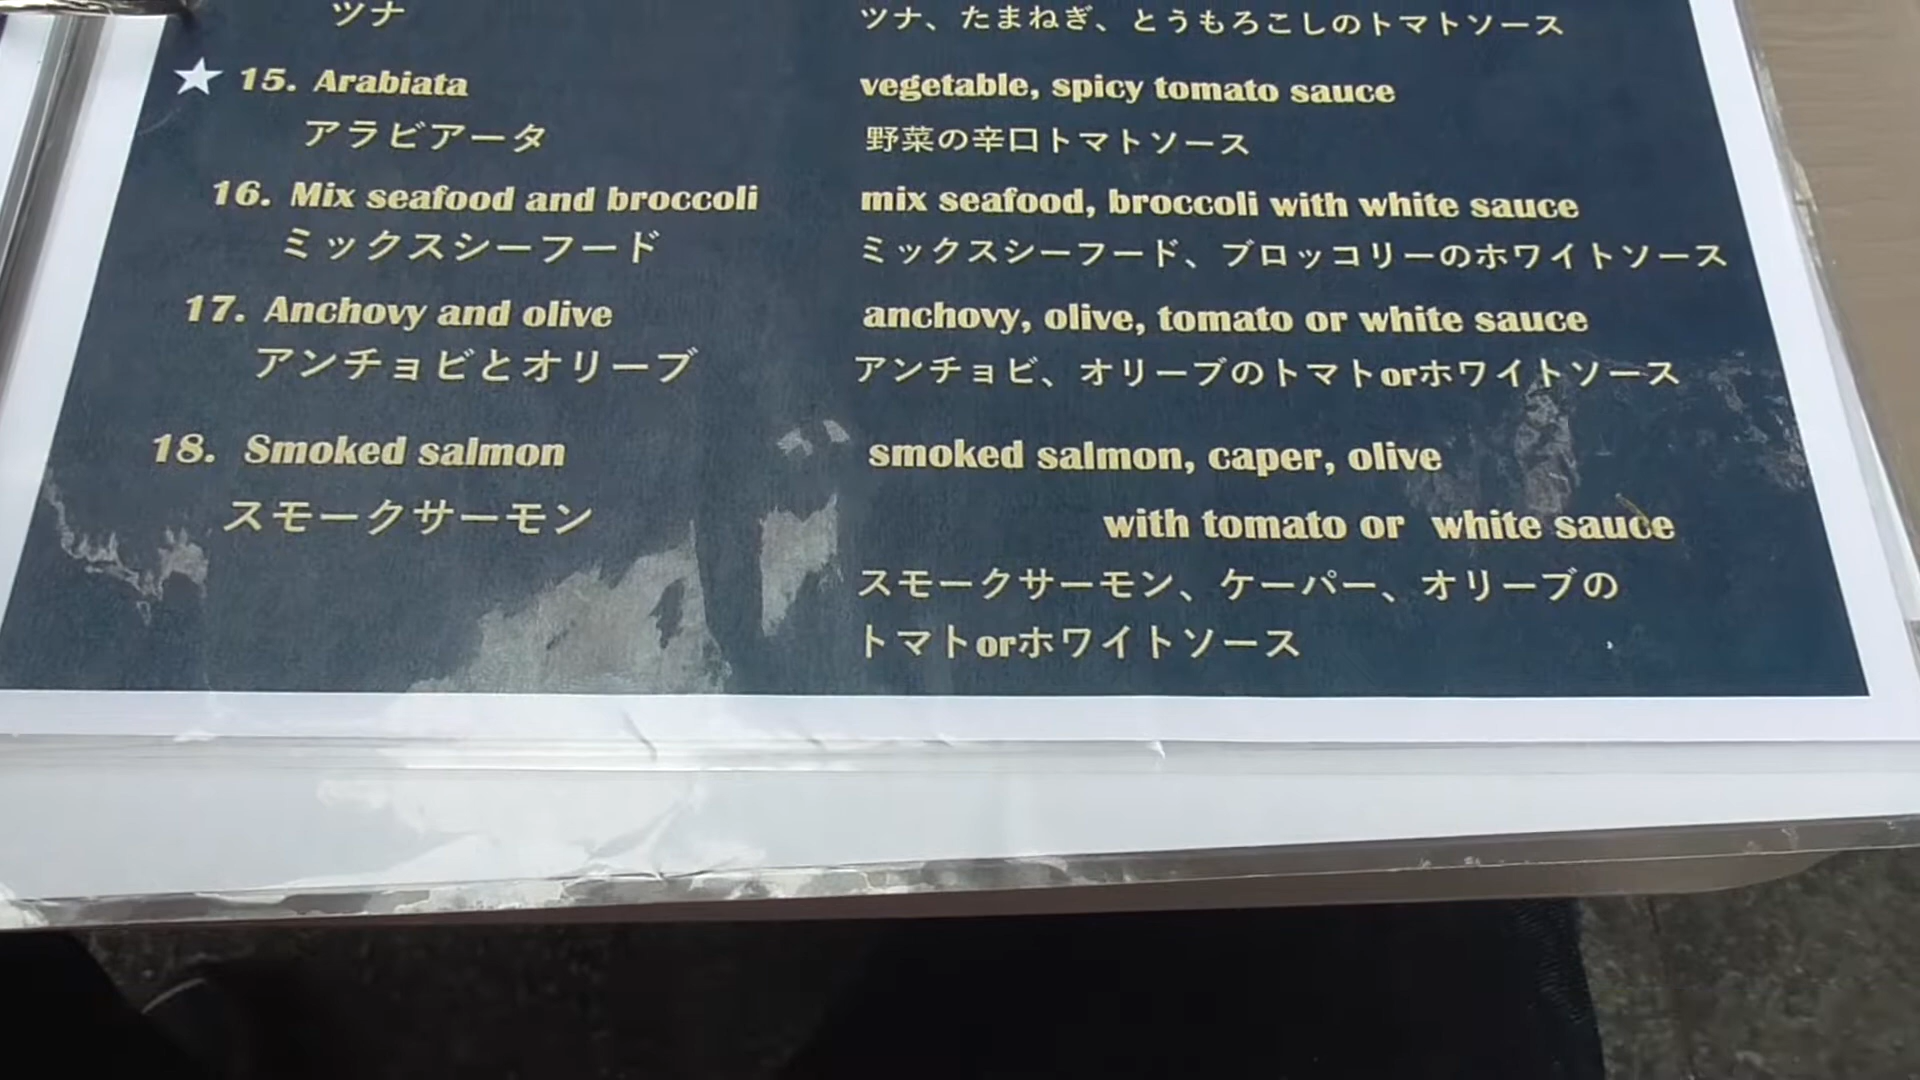 ツナ
ツナ、たまねぎ、とうもろこしのトマトソース
15. Arabiata
vegetable, spicy tomato sauce
アラビアータ
野菜の辛口トマトソース
16. Mix seafood and broccoli
mix seafood, broccoli with white sauce
ミックスシーフード
ミックスシーフード、ブロッコリーのホワイトソース
17. Anchovy and olive
anchovy, olive, tomato or white sauce
アンチョビとオリーブ
アンチョビ、オリーブのトマトorホワイトソース
18. Smoked salmon
smoked salmon, caper, olive
with tomato or white sauce
スモークサーモン
スモークサーモン、ケーパー、オリーブの
トマトorホワイトソース